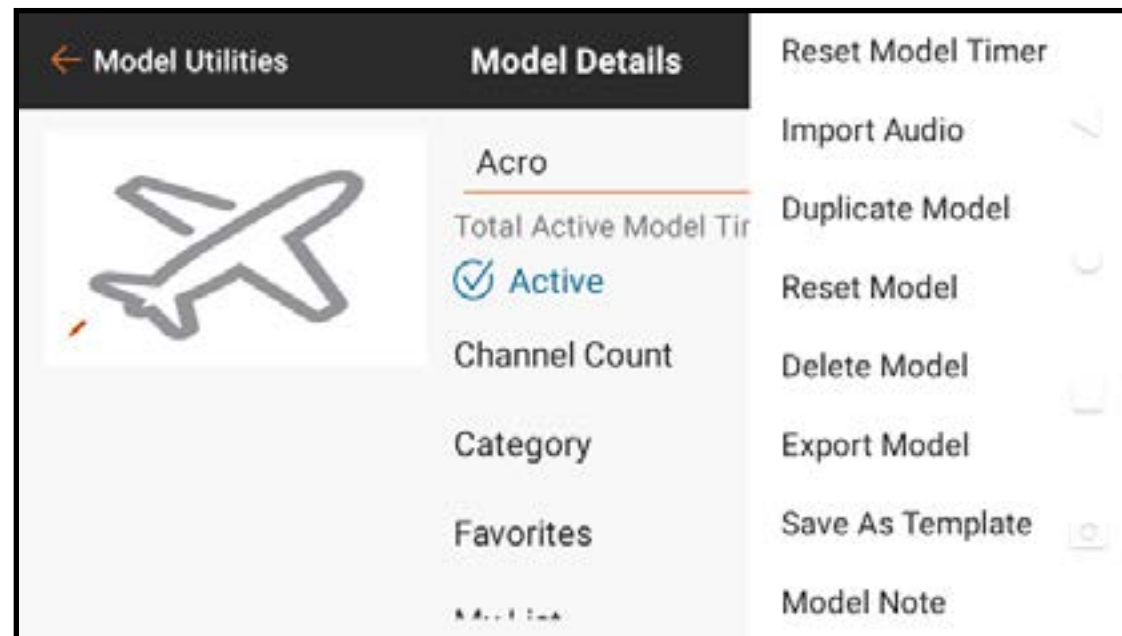 Model Utilities
Model Details
Acro
Total Active Model
Active
Channel Count
Category
Favorites
Reset Model Timer
Import Audio
Duplicate Model
Reset Model
Delete Model
Export Model
Save As Template
Model Note